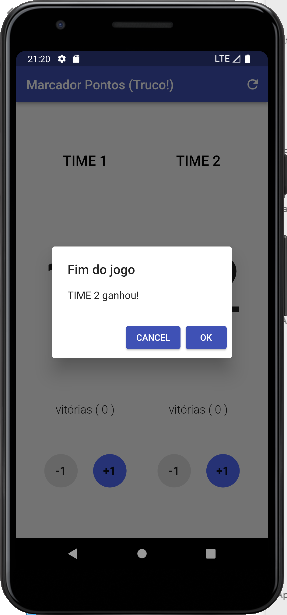 21:20 LTE
Marcador Pontos (Truco!)
TIME 1 TIME 2
Fim do jogo
TIME 2 ganhou!
CANCEL OK
vitórias ( 0 ) vitórias ( 0 )
-1 +1 -1 +1